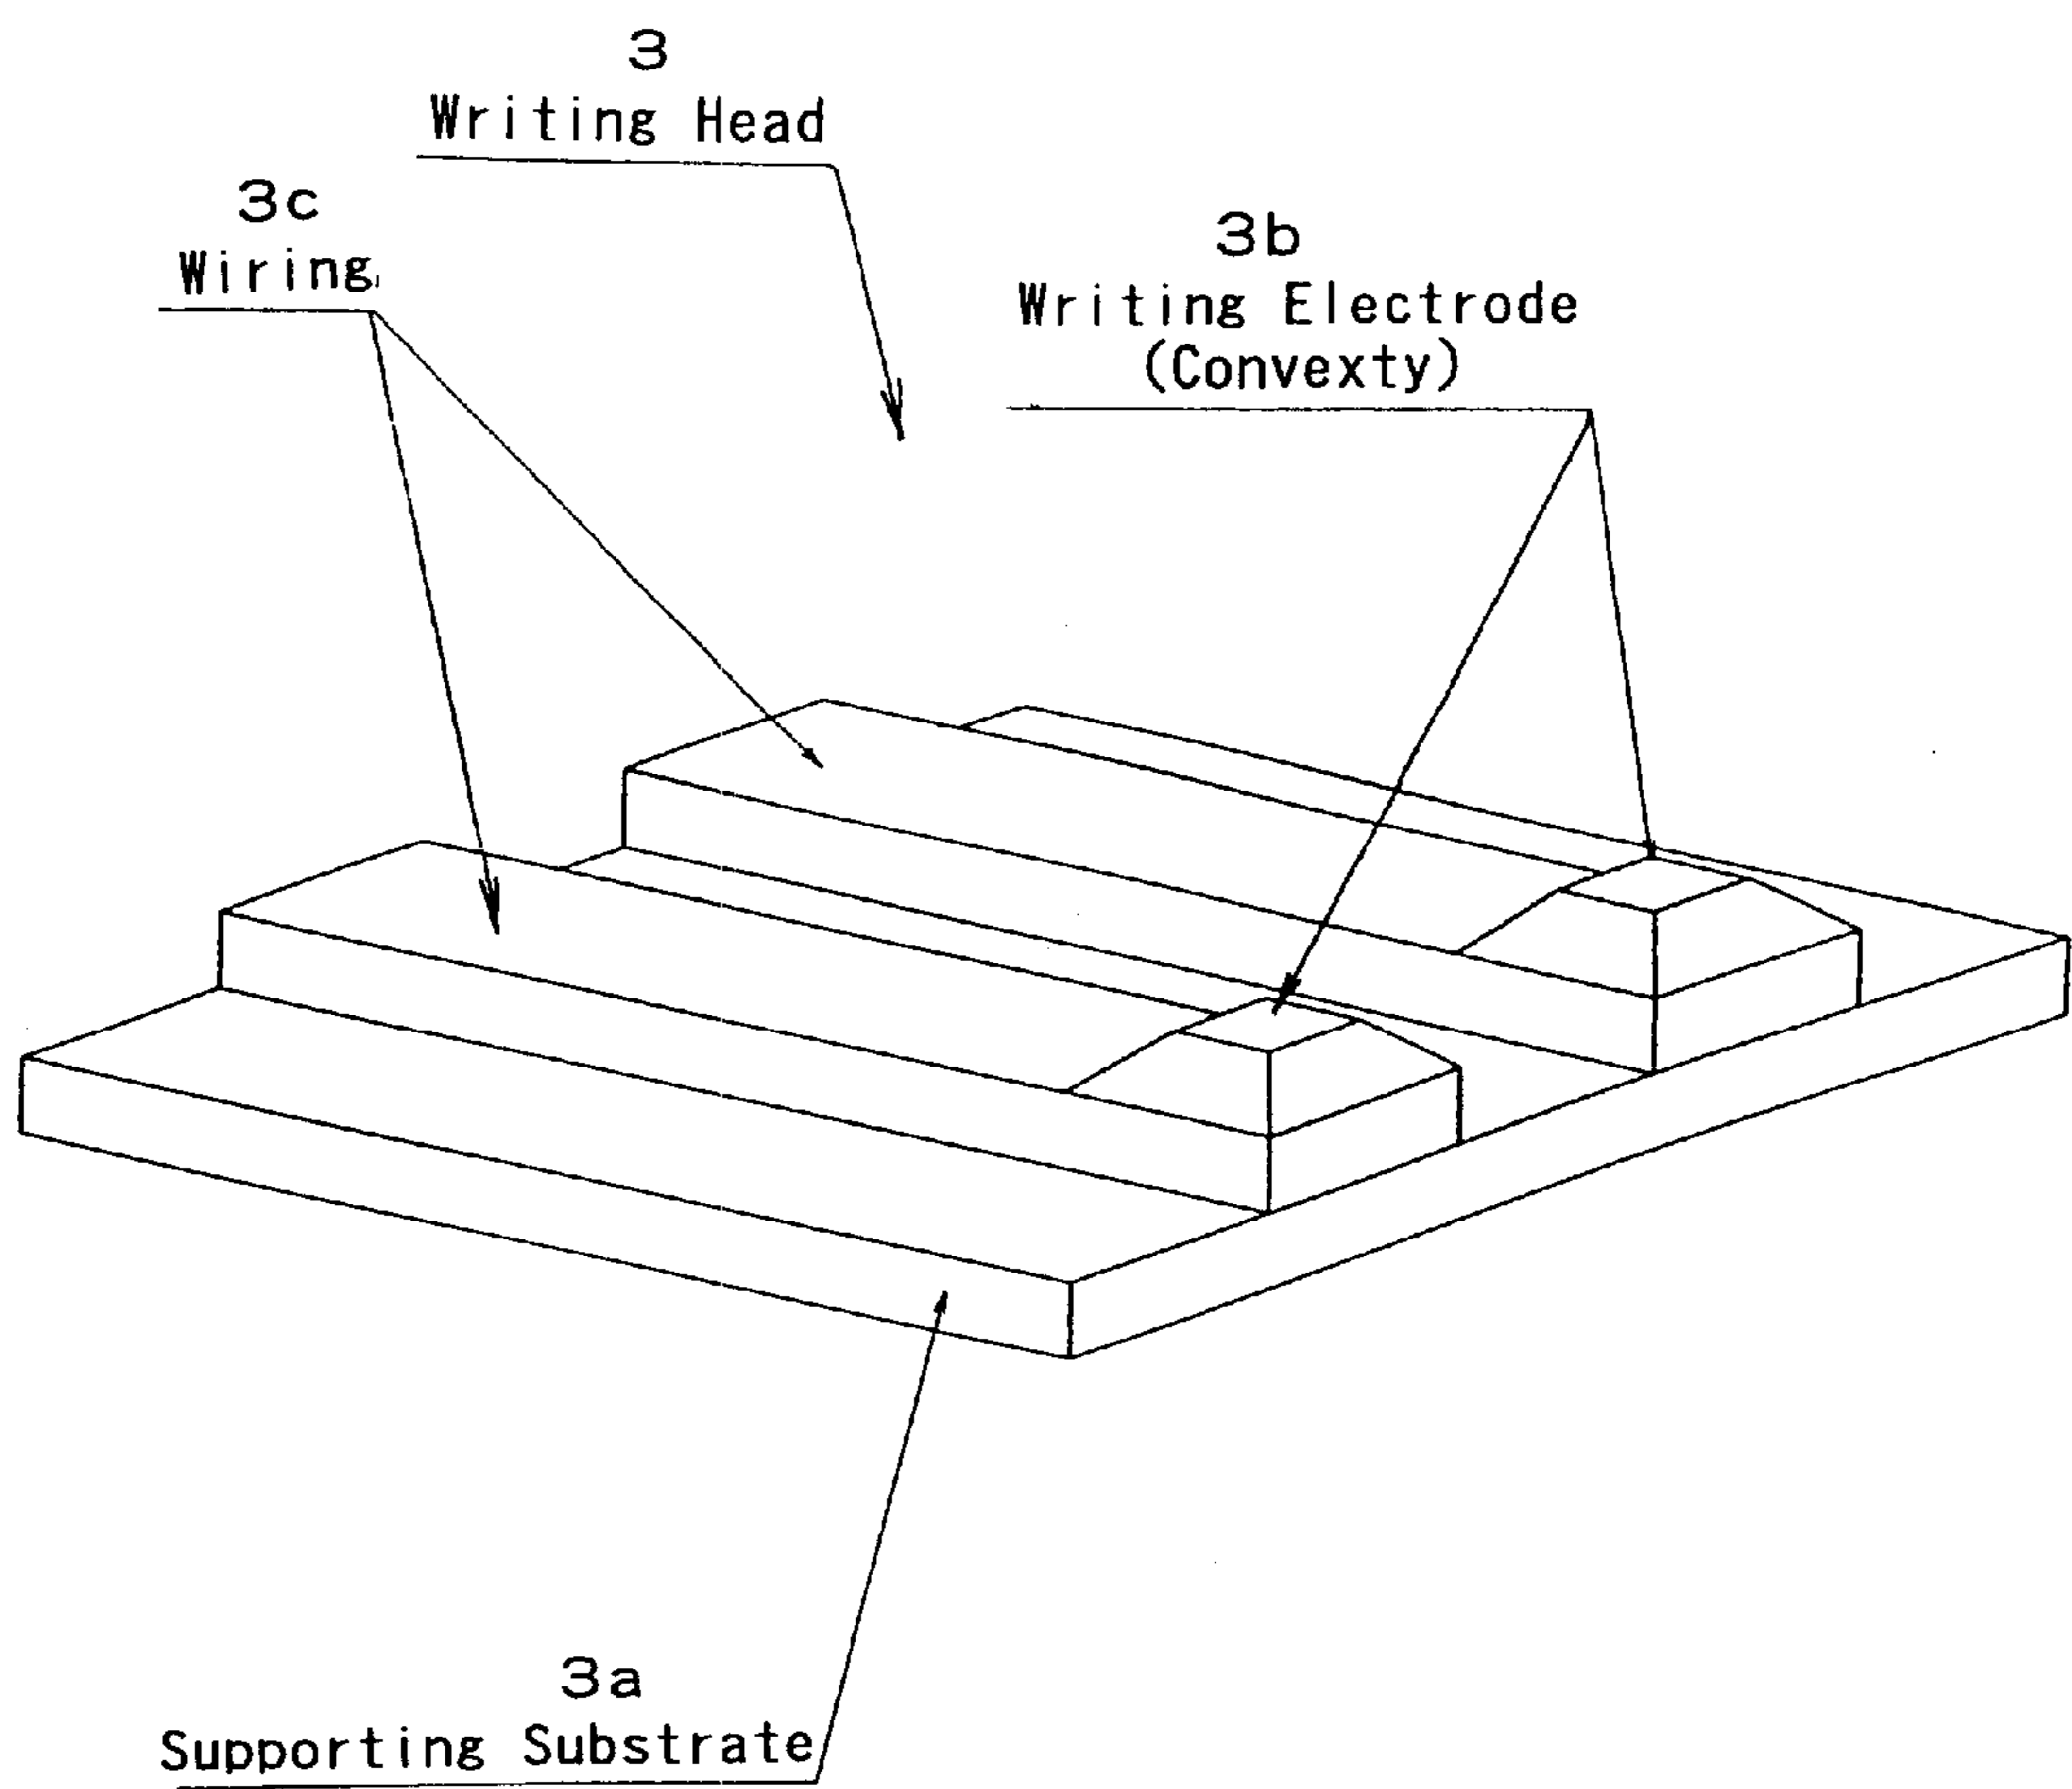 3
Writing Head
3c
Wiring
3b
Writing Electrode
(Convexty)
3a
Supporting Substrate